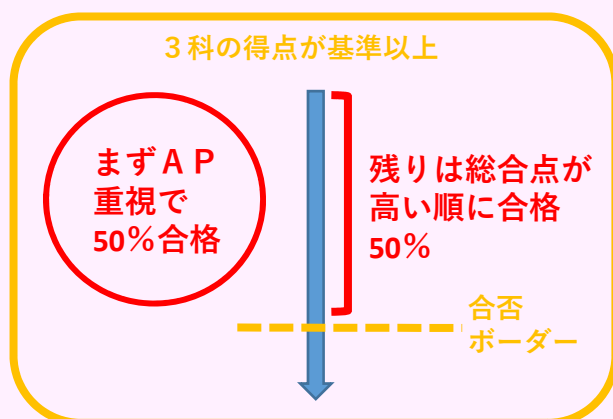 ３科の得点が基準以上
まずＡＰ
重視で
50％合格
残りは総合点が
高い順に合格
50％
合否
ボーダー